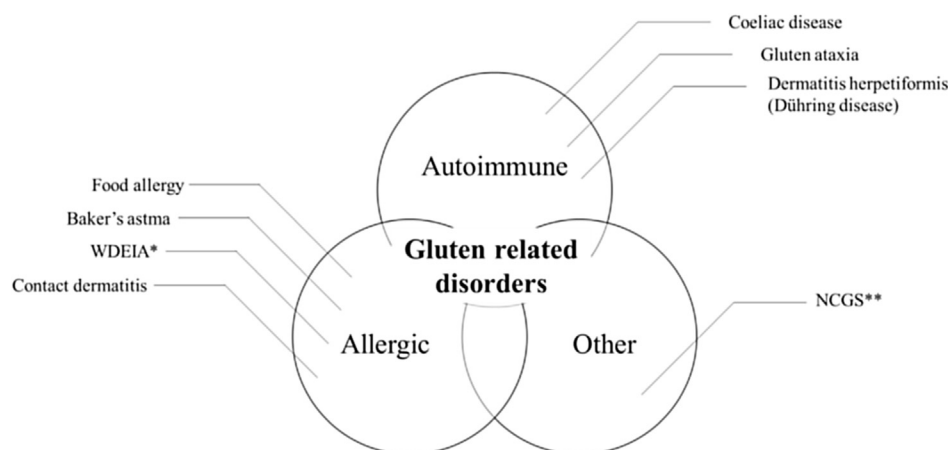 Coeliac disease
Gluten ataxia
Dermatitis herpetiformis
(Dühring disease)
Autoimmune
Food allergy
Baker's astma
WDEIA*
Contact dermatitis
Gluten related
disorders
NCGS**
Allergic
Other